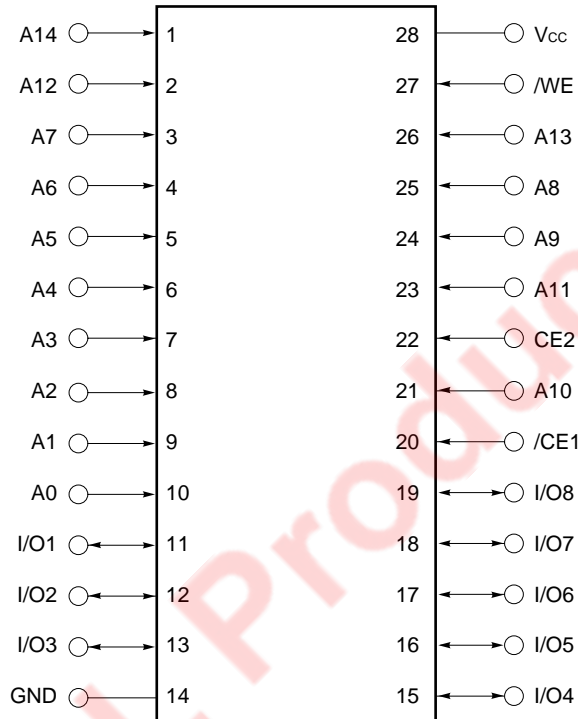 A14 1 28 Vcc
A12 2 27 /WE
A7 3 26 A13
A6 4 25 A8
A5 5 24 A9
A4 6 23 A11
A3 7 22 CE2
A2 8 21 A10
A1 9 20 /CE1
A0 10 19 I/O8
I/O1 11 18 I/O7
I/O2 12 17 I/O6
I/O3 13 16 I/O5
GND 14 15 I/O4